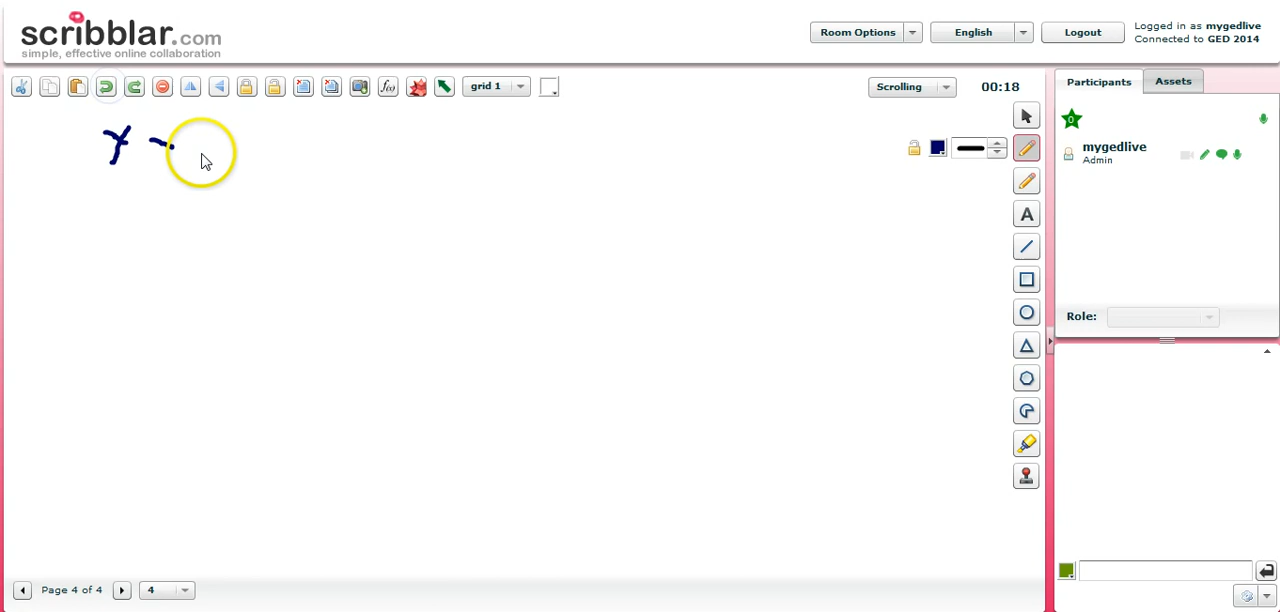 scribblar.com
simple, effective online collaboration
Room Options
English
Logout
Logged in as mygedlive
Connected to GED 2014
f(x)
grid 1
Scrolling
00:18
Participants
Assets
0
mygedlive
Admin
A
Role:
Page 4 of 4
4